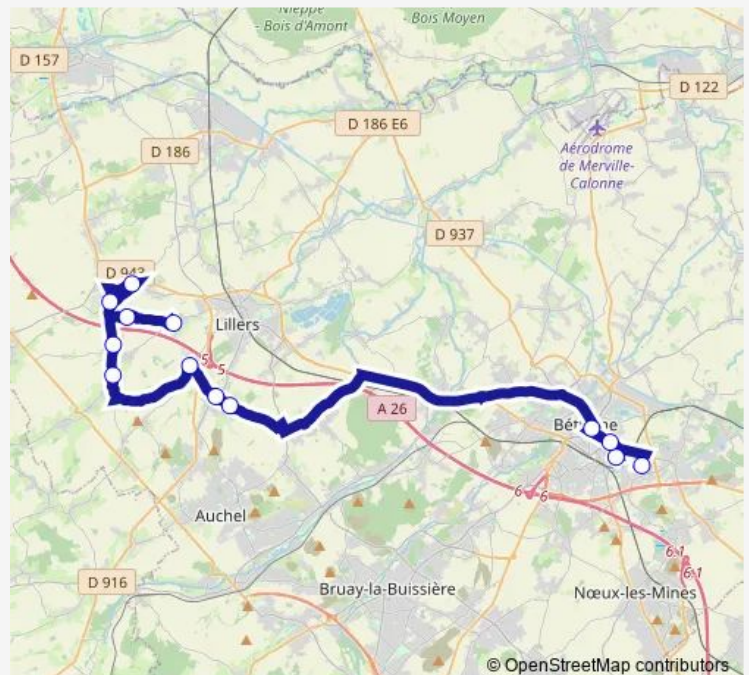 Nieppe
- Bois d'Amont
- Bois Moyen
D 157
D 122
D 186 E6
D 186
Aérodrome
de Merville-
Calonne
D 937
D 943
Lillers
5
5
A 26
6
6
Auchel
6.1
D 916
Bruay-la-Buissière
Nœux-les-Mines
6.1
© OpenStreetMap contributors